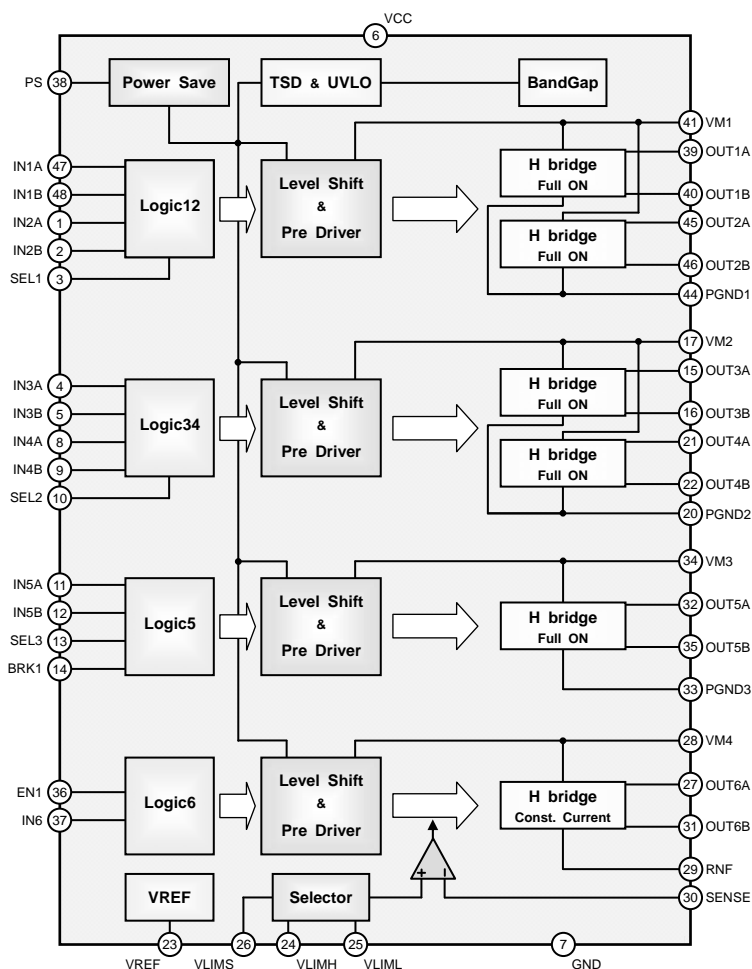 VCC
6
PS 38
Power Save
TSD & UVLO
BandGap
41 VM1
IN1A 47
IN1B 48
IN2A 1
IN2B 2
SEL1 3
Logic12
Level Shift
&
Pre Driver
H bridge
Full ON
H bridge
Full ON
39 OUT1A
40 OUT1B
45 OUT2A
46 OUT2B
44 PGND1
17 VM2
IN3A 4
IN3B 5
IN4A 8
IN4B 9
SEL2 10
Logic34
Level Shift
&
Pre Driver
H bridge
Full ON
H bridge
Full ON
15 OUT3A
16 OUT3B
21 OUT4A
22 OUT4B
20 PGND2
34 VM3
IN5A 11
IN5B 12
SEL3 13
BRK1 14
Logic5
Level Shift
&
Pre Driver
H bridge
Full ON
32 OUT5A
35 OUT5B
33 PGND3
28 VM4
EN1 36
IN6 37
Logic6
Level Shift
&
Pre Driver
H bridge
Const. Current
27 OUT6A
31 OUT6B
29 RNF
30 SENSE
+ −
VREF
Selector
23 26 24 25 7
VREF VLIMS VLIMH VLIML GND